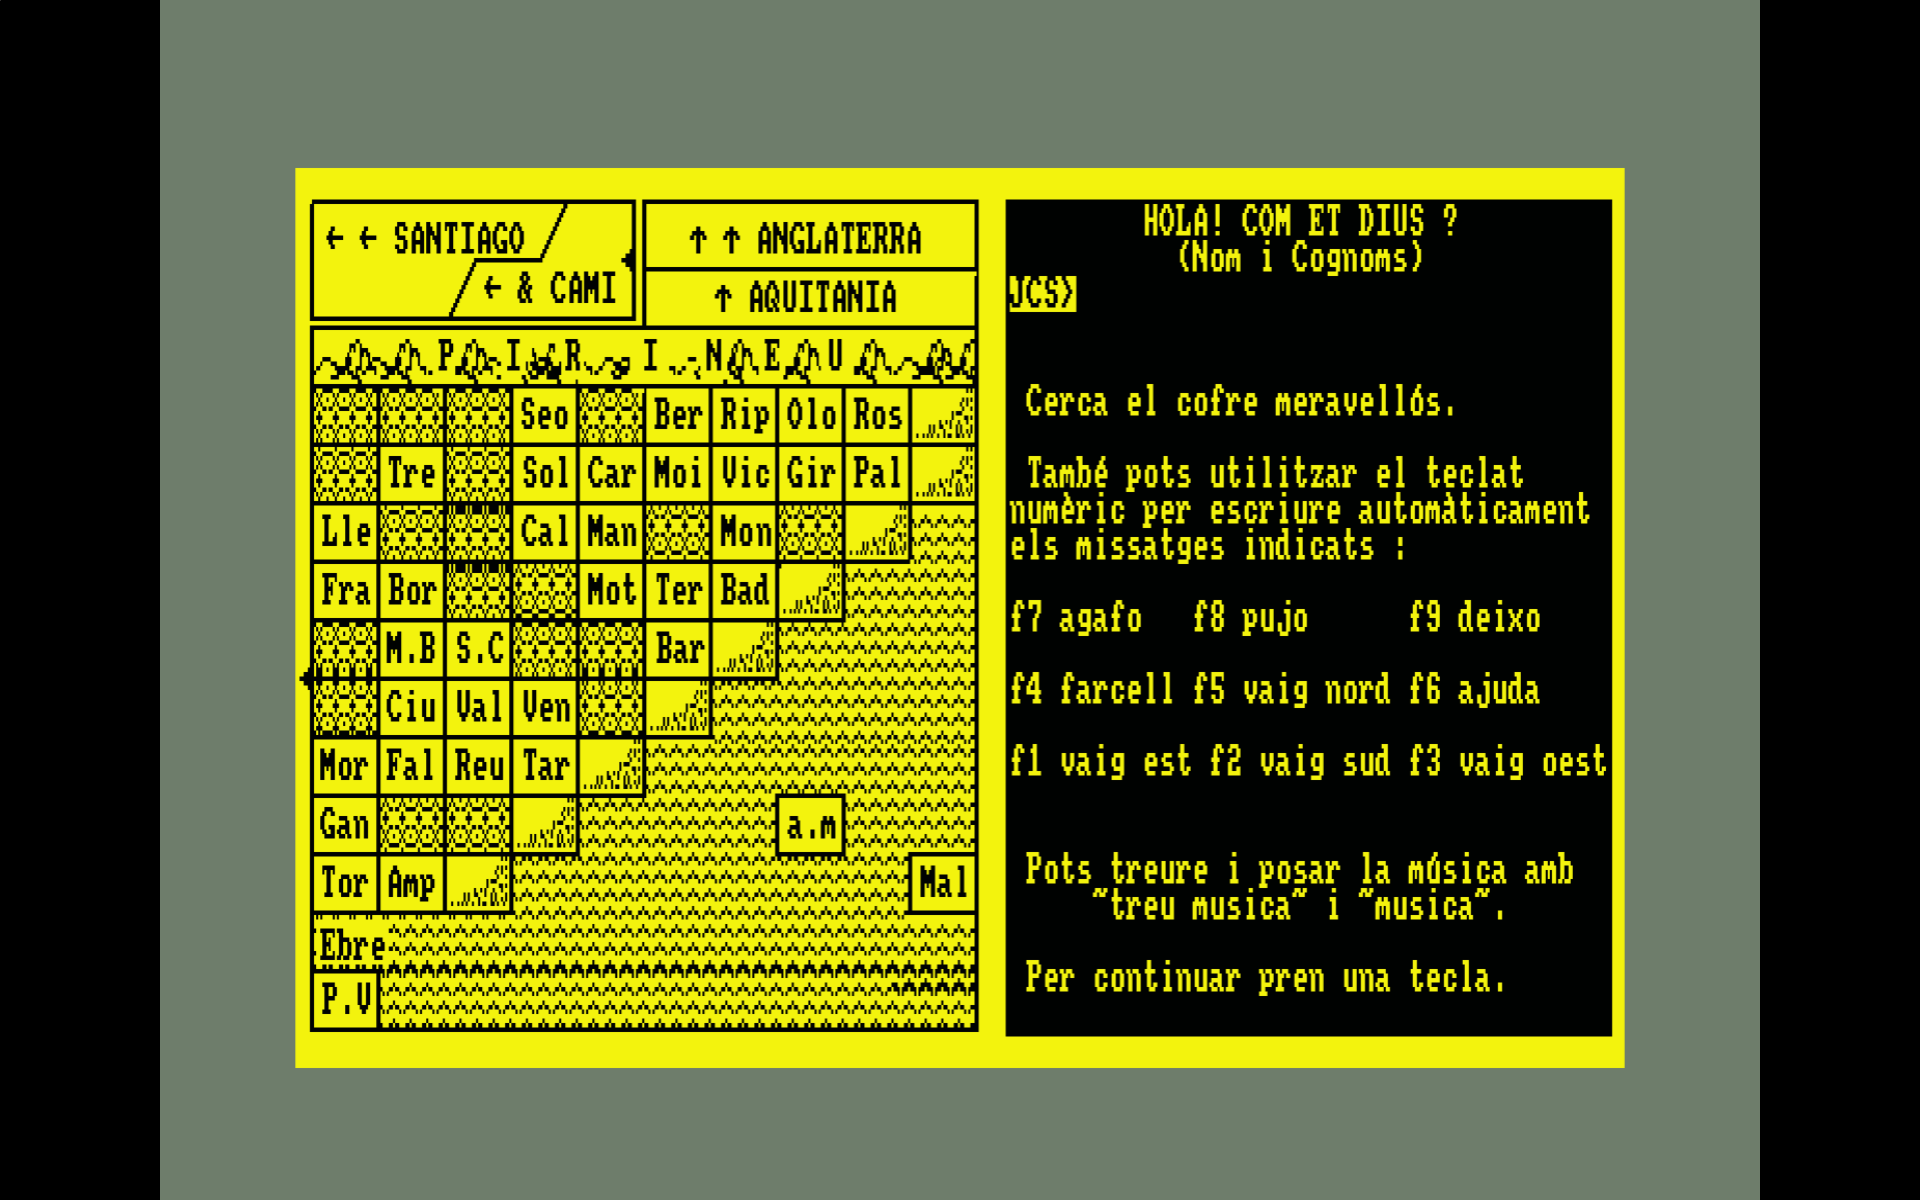 ← ← SANTIAGO
← & CAMI
↑ ↑ ANGLATERRA
↑ AQUITANIA
P I R I N E U
Seo Ber Rip Olo Ros
Tre Sol Car Moi Vic Gir Pal
Lle Cal Man Mon
Fra Bor Mot Ter Bad
M.B S.C Bar
Ciu Val Ven
Mor Fal Reu Tar
Gan a.m
Tor Amp Mal
Ebre
P.V
HOLA! COM ET DIUS ?
(Nom i Cognoms)
JCS>
Cerca el cofre meravellós.
També pots utilitzar el teclat
numèric per escriure automàticament
els missatges indicats :
f7 agafo f8 pujo f9 deixo
f4 farcell f5 vaig nord f6 ajuda
f1 vaig est f2 vaig sud f3 vaig oest
Pots treure i posar la música amb
"treu musica" i "musica".
Per continuar pren una tecla.